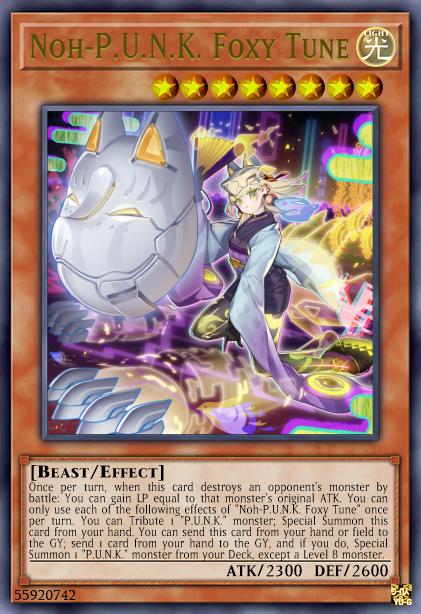 NOH-P.U.N.K. FOXY TUNE
LIGHT
光
[BEAST/EFFECT]
Once per turn, when this card destroys an opponent's monster by
battle: You can gain LP equal to that monster's original ATK. You can
only use each of the following effects of "Noh-P.U.N.K. Foxy Tune" once
per turn. You can Tribute 1 "P.U.N.K." monster; Special Summon this
card from your hand. You can send this card from your hand or field to
the GY; send 1 card from your hand to the GY, and if you do, Special
Summon 1 "P.U.N.K." monster from your Deck, except a Level 8 monster.
ATK/2300 DEF/2600
55920742